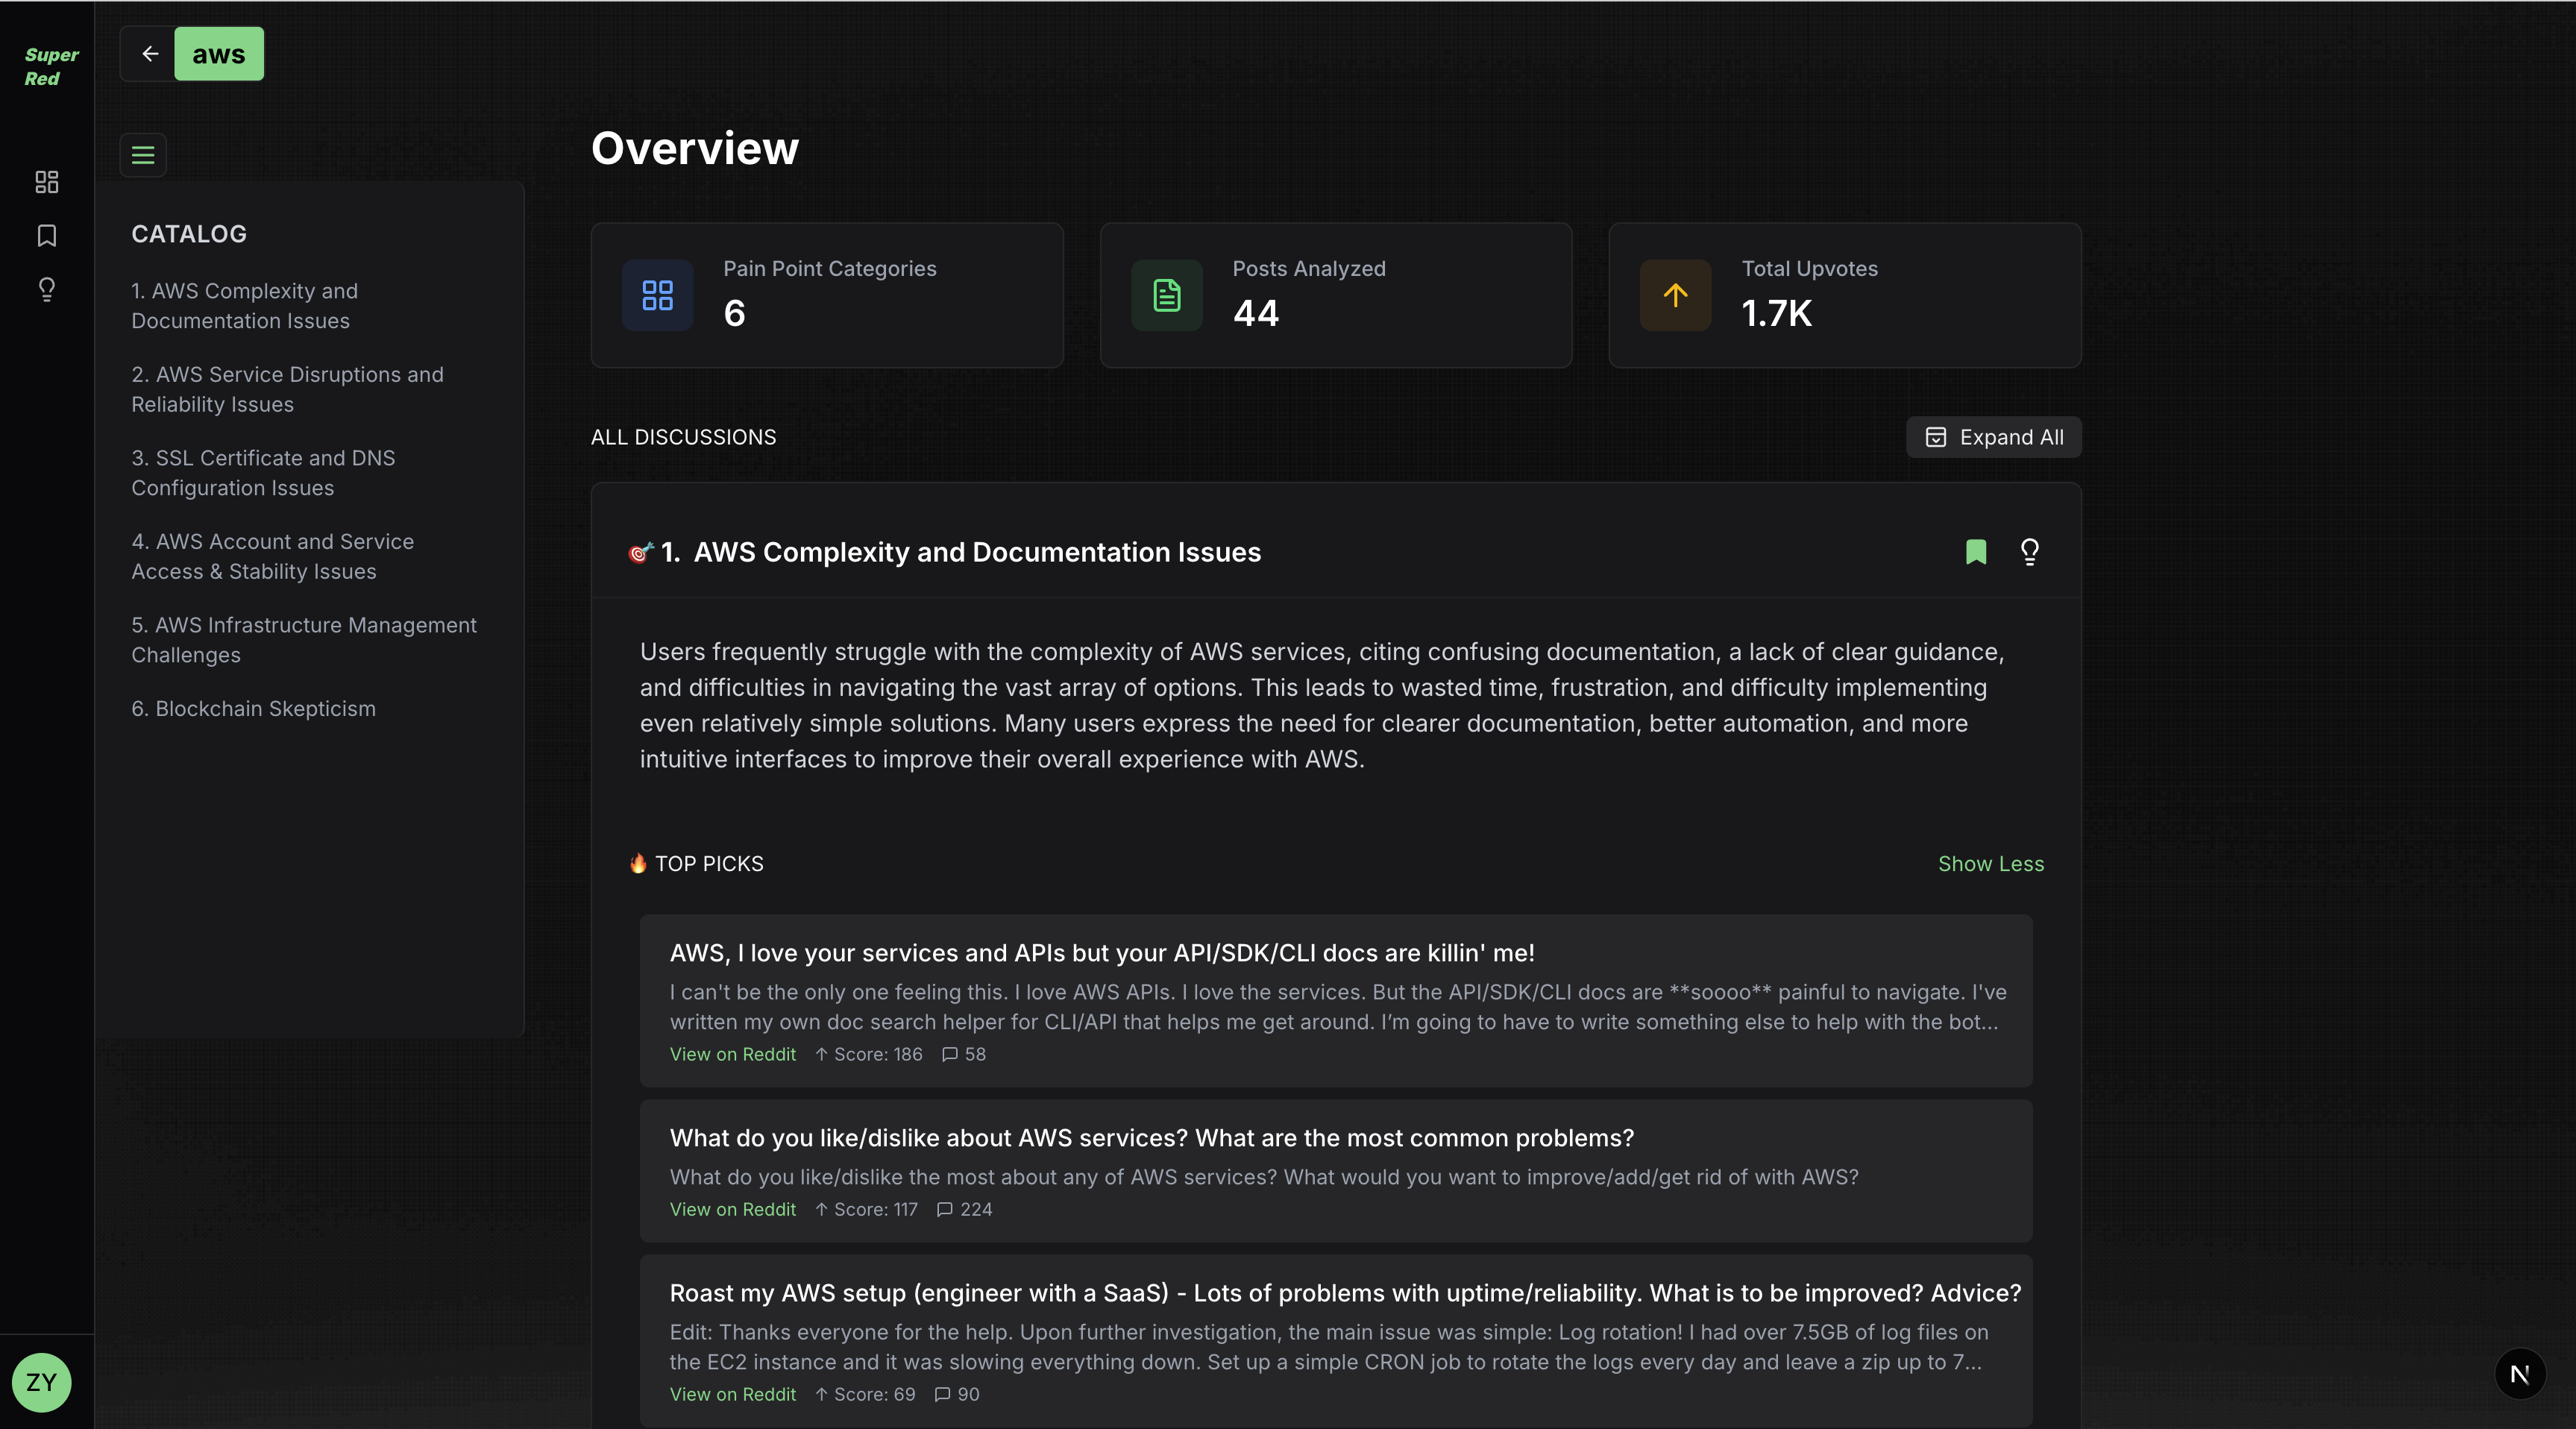 Super
Red
aws
CATALOG
1. AWS Complexity and
Documentation Issues
2. AWS Service Disruptions and
Reliability Issues
3. SSL Certificate and DNS
Configuration Issues
4. AWS Account and Service
Access & Stability Issues
5. AWS Infrastructure Management
Challenges
6. Blockchain Skepticism
ZY
Overview
Pain Point Categories
6
Posts Analyzed
44
Total Upvotes
1.7K
ALL DISCUSSIONS
Expand All
1. AWS Complexity and Documentation Issues
Users frequently struggle with the complexity of AWS services, citing confusing documentation, a lack of clear guidance,
and difficulties in navigating the vast array of options. This leads to wasted time, frustration, and difficulty implementing
even relatively simple solutions. Many users express the need for clearer documentation, better automation, and more
intuitive interfaces to improve their overall experience with AWS.
TOP PICKS
Show Less
AWS, I love your services and APIs but your API/SDK/CLI docs are killin' me!
I can't be the only one feeling this. I love AWS APIs. I love the services. But the API/SDK/CLI docs are **soooo** painful to navigate. I've
written my own doc search helper for CLI/API that helps me get around. I’m going to have to write something else to help with the bot...
View on Reddit ↑ Score: 186 58
What do you like/dislike about AWS services? What are the most common problems?
What do you like/dislike the most about any of AWS services? What would you want to improve/add/get rid of with AWS?
View on Reddit ↑ Score: 117 224
Roast my AWS setup (engineer with a SaaS) - Lots of problems with uptime/reliability. What is to be improved? Advice?
Edit: Thanks everyone for the help. Upon further investigation, the main issue was simple: Log rotation! I had over 7.5GB of log files on
the EC2 instance and it was slowing everything down. Set up a simple CRON job to rotate the logs every day and leave a zip up to 7...
View on Reddit ↑ Score: 69 90
N